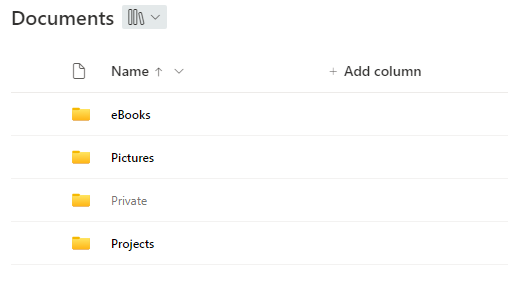 Documents
Name
+ Add column
eBooks
Pictures
Private
Projects